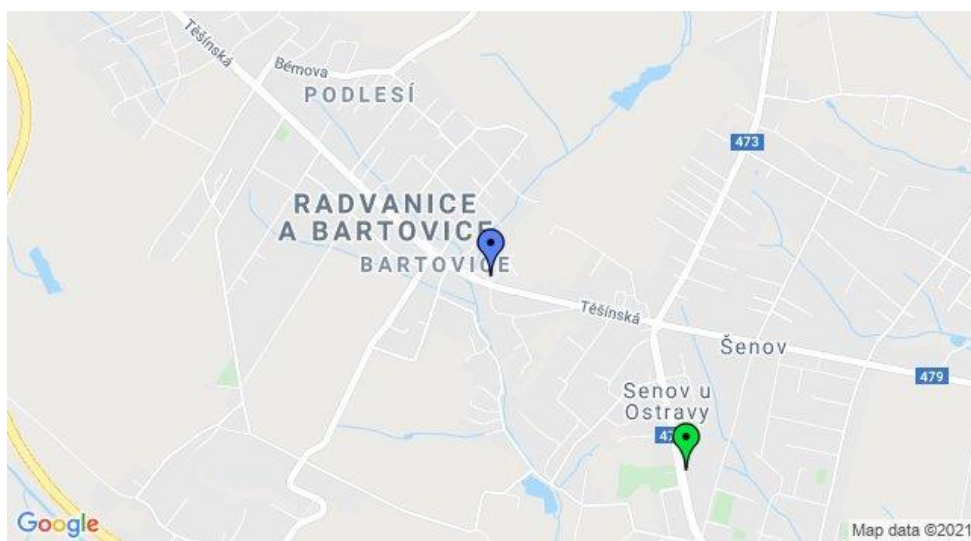 Těšínská
Bémova
PODLESÍ
473
RADVANICE
A BARTOVICE
BARTOVICE
Těšínská
Šenov
479
Senov u
Ostravy
Google
Map data ©2021